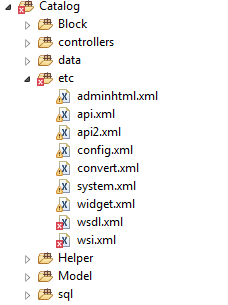 Catalog
Block
controllers
data
etc
adminhtml.xml
api.xml
api2.xml
config.xml
convert.xml
system.xml
widget.xml
wsdl.xml
wsi.xml
Helper
Model
sql